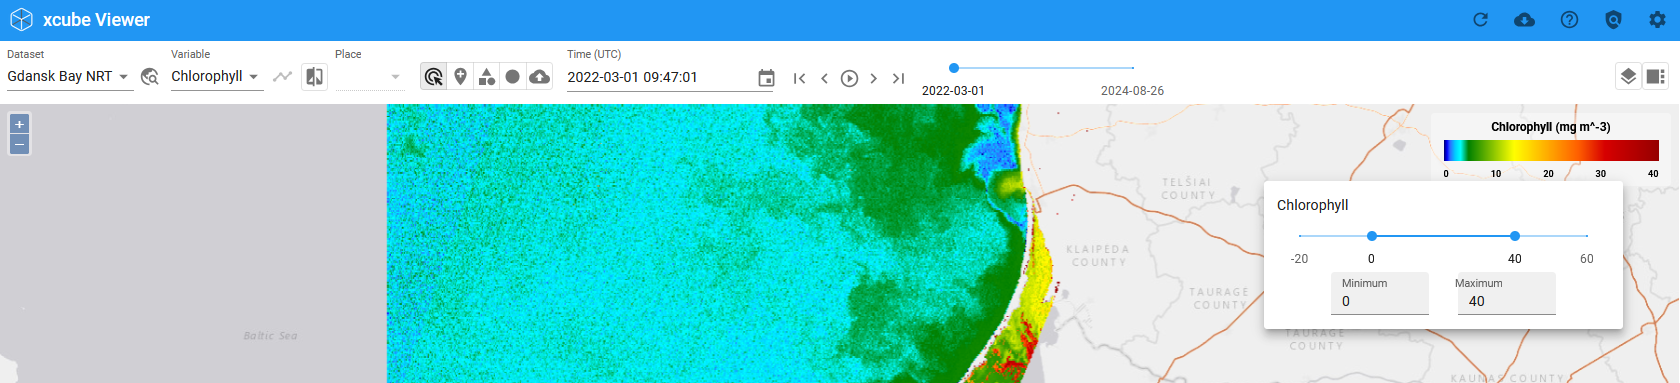 xcube Viewer
Dataset
Variable
Place
Time (UTC)
Gdansk Bay NRT
Chlorophyll
2022-03-01 09:47:01
2022-03-01
2024-08-26
+
−
Chlorophyll (mg m^-3)
0 10 20 30 40
TELŠIAI
COUNTY
Chlorophyll
-20 0 40 60
Minimum
0
Maximum
40
KLAIPĖDA
COUNTY
TAURAGĖ
COUNTY
TAURAGĖ
COUNTY
Baltic Sea
KAUNAS COUNTY